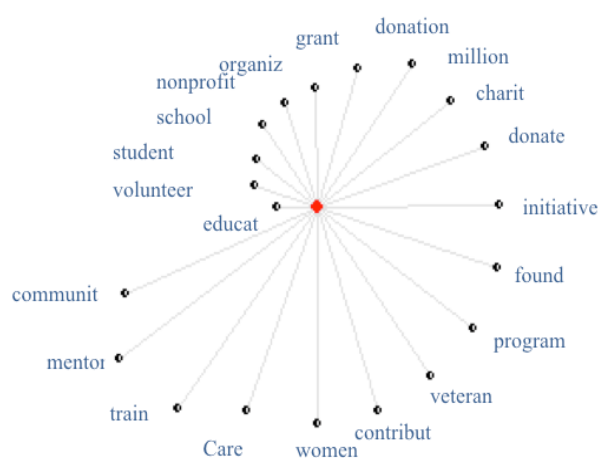 donation
grant
million
organiz
nonprofit
charit
school
donate
student
volunteer
initiative
educat
found
communit
program
mentor
veteran
train
contribut
Care
women